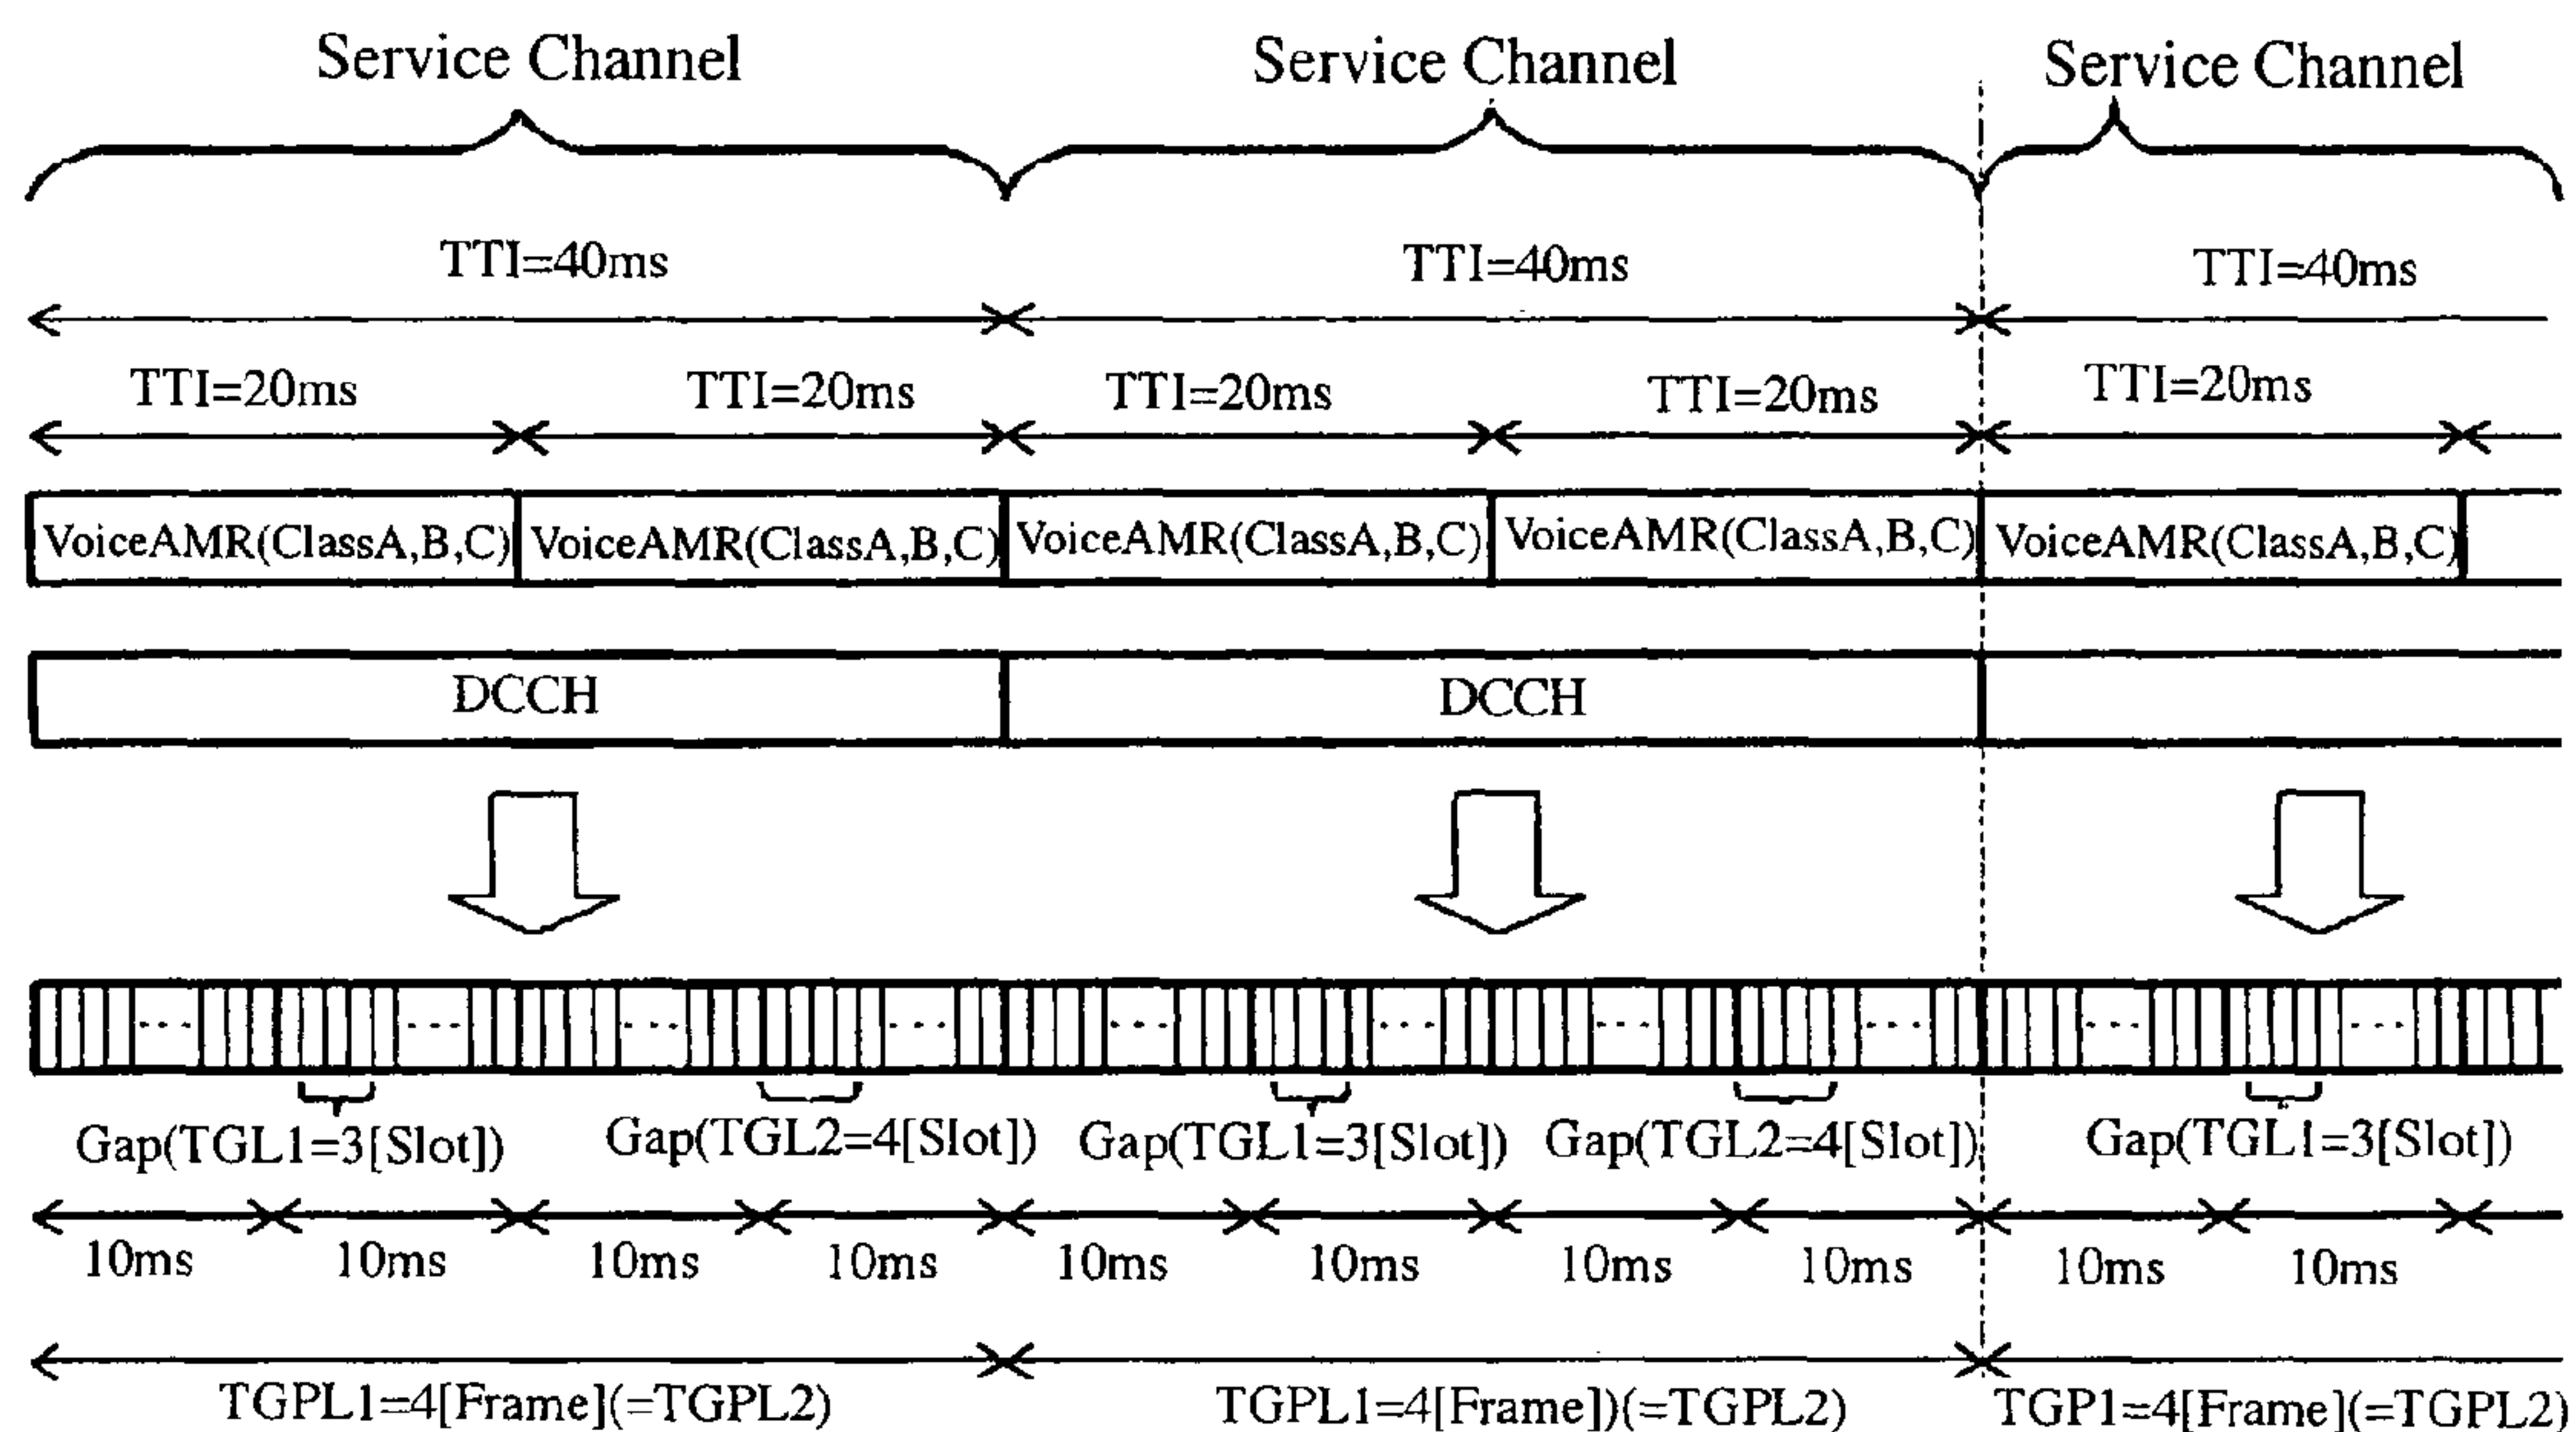 Service Channel Service Channel Service Channel
TTI=40ms TTI=40ms TTI=40ms
TTI=20ms TTI=20ms TTI=20ms TTI=20ms TTI=20ms
VoiceAMR(ClassA,B,C) VoiceAMR(ClassA,B,C) VoiceAMR(ClassA,B,C) VoiceAMR(ClassA,B,C) VoiceAMR(ClassA,B,C)
DCCH DCCH
Gap(TGL1=3[Slot]) Gap(TGL2=4[Slot]) Gap(TGL1=3[Slot]) Gap(TGL2=4[Slot]) Gap(TGL1=3[Slot])
10ms 10ms 10ms 10ms 10ms 10ms 10ms 10ms 10ms 10ms
TGPL1=4[Frame](=TGPL2) TGPL1=4[Frame])(=TGPL2) TGP1=4[Frame](=TGPL2)